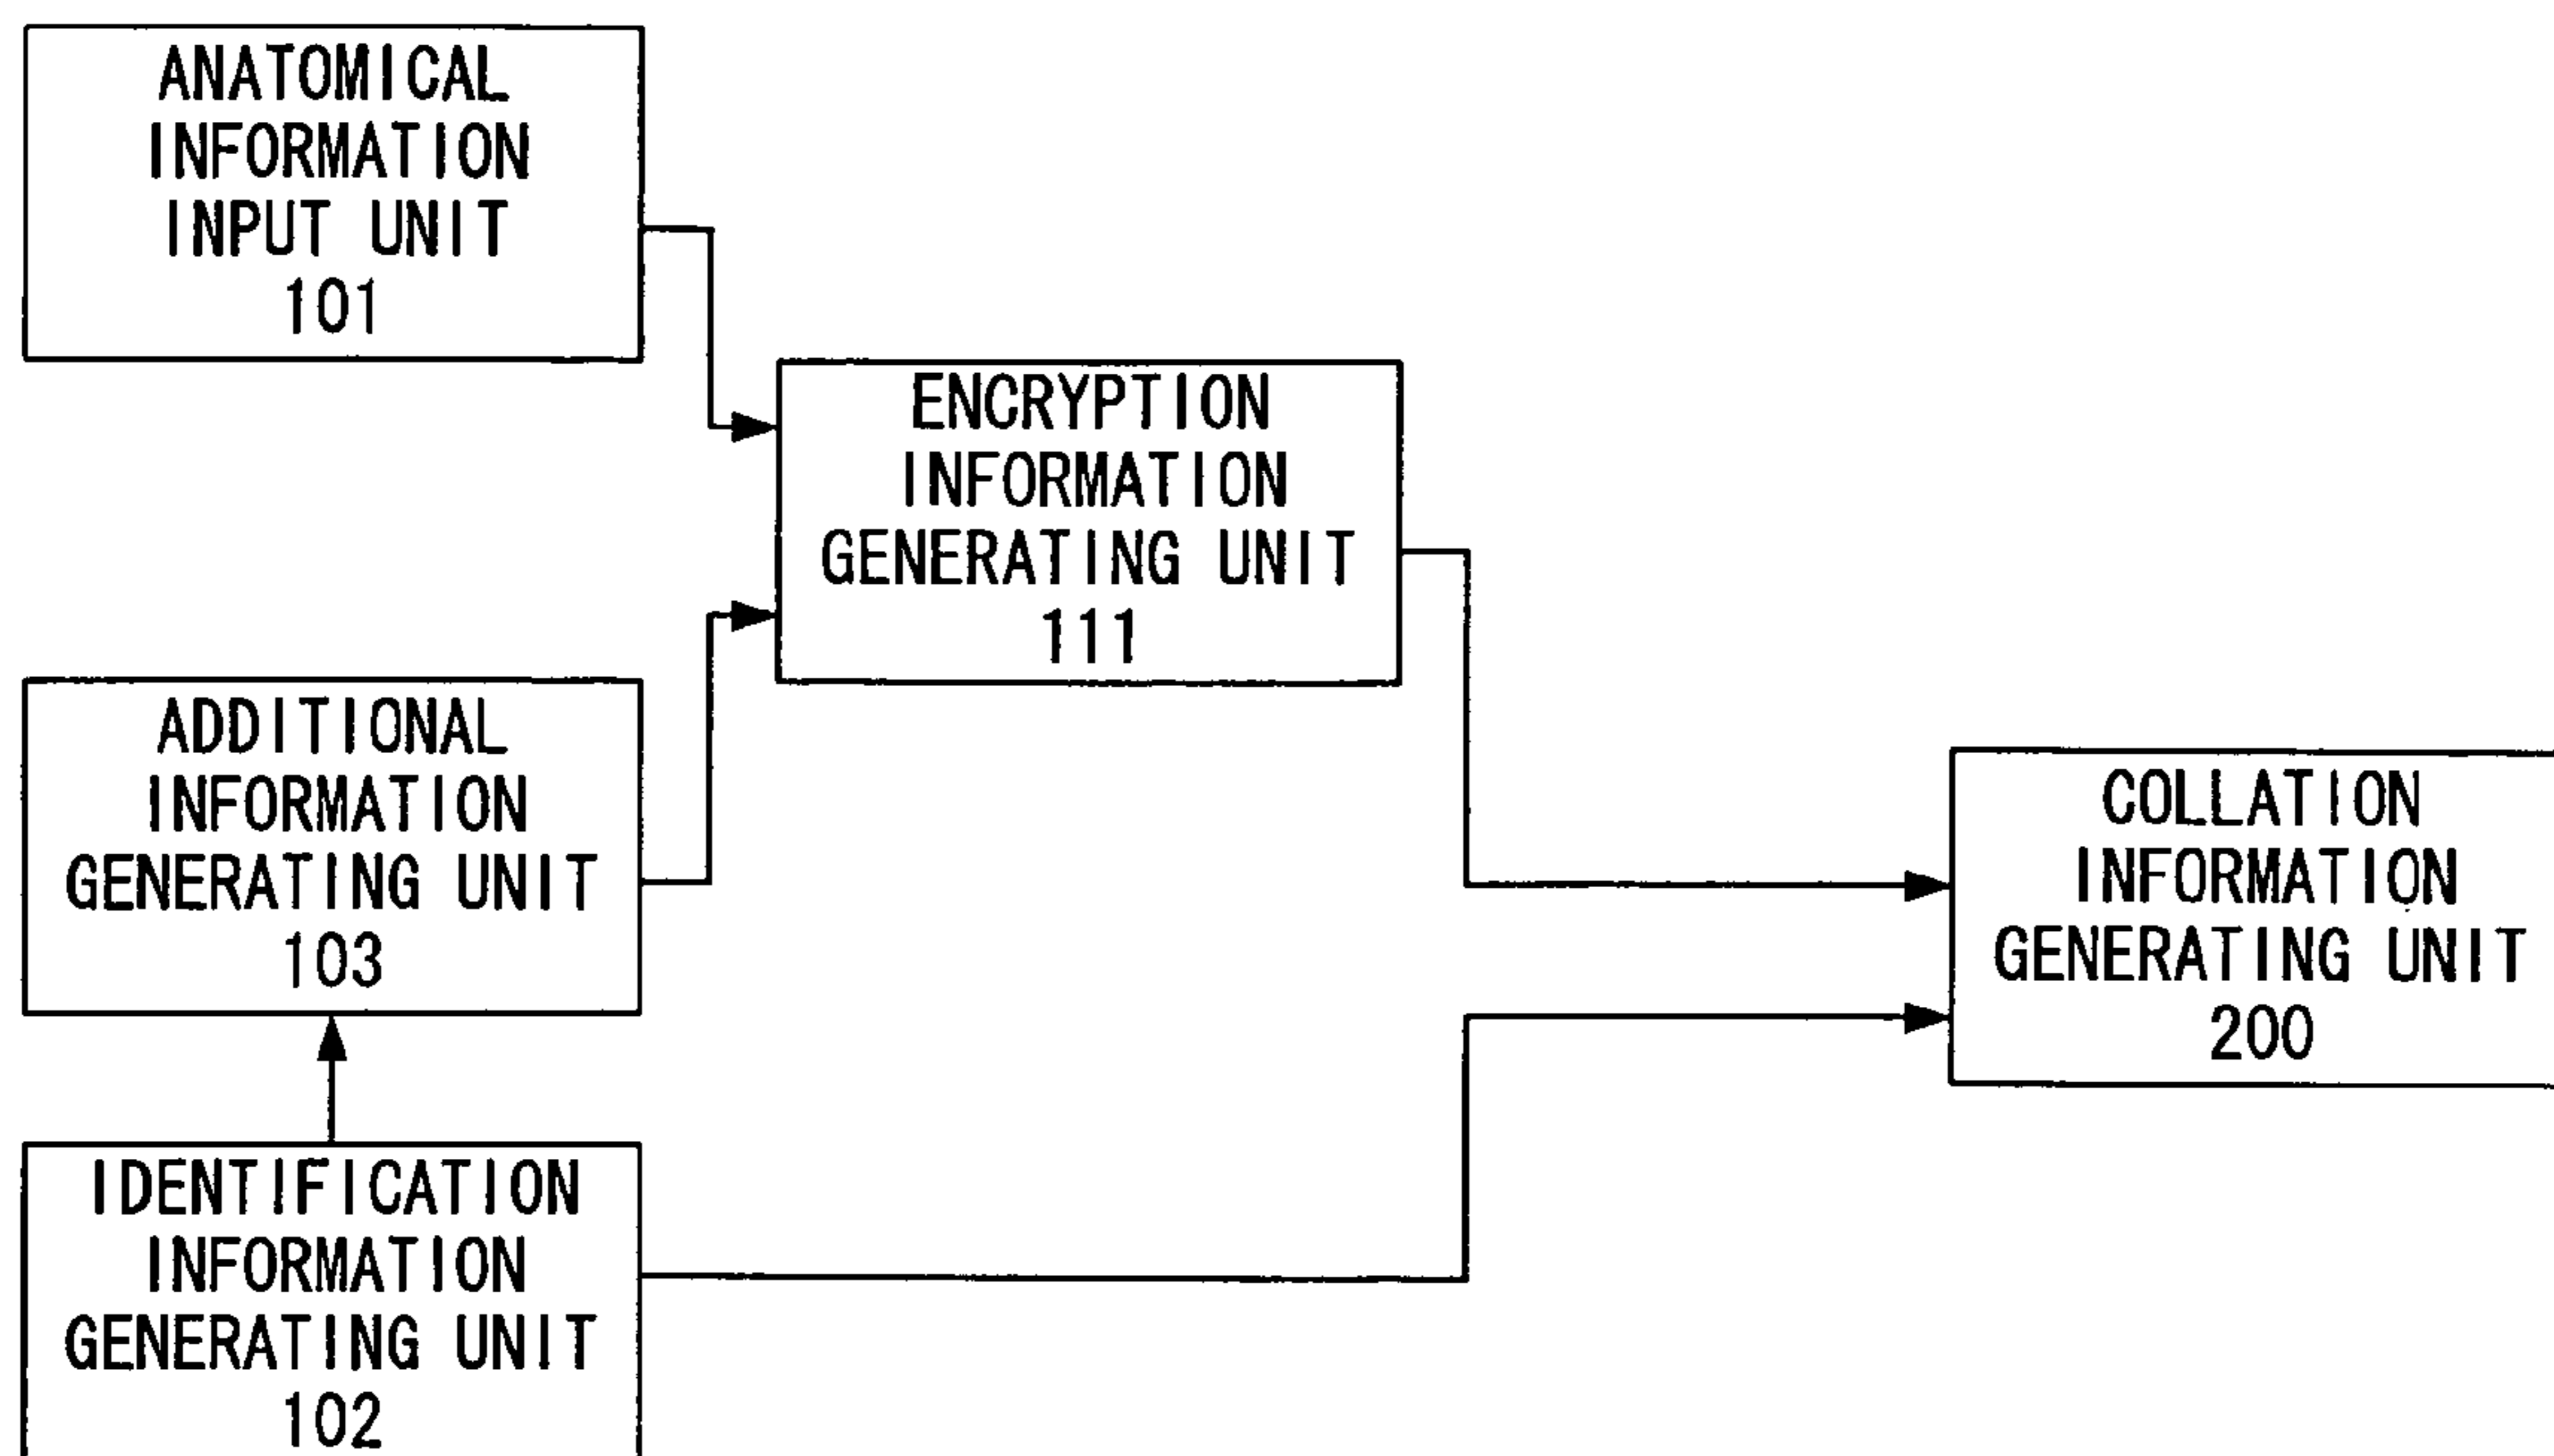 ANATOMICAL
INFORMATION
INPUT UNIT
101
ENCRYPTION
INFORMATION
GENERATING UNIT
111
ADDITIONAL
INFORMATION
GENERATING UNIT
103
COLLATION
INFORMATION
GENERATING UNIT
200
IDENTIFICATION
INFORMATION
GENERATING UNIT
102